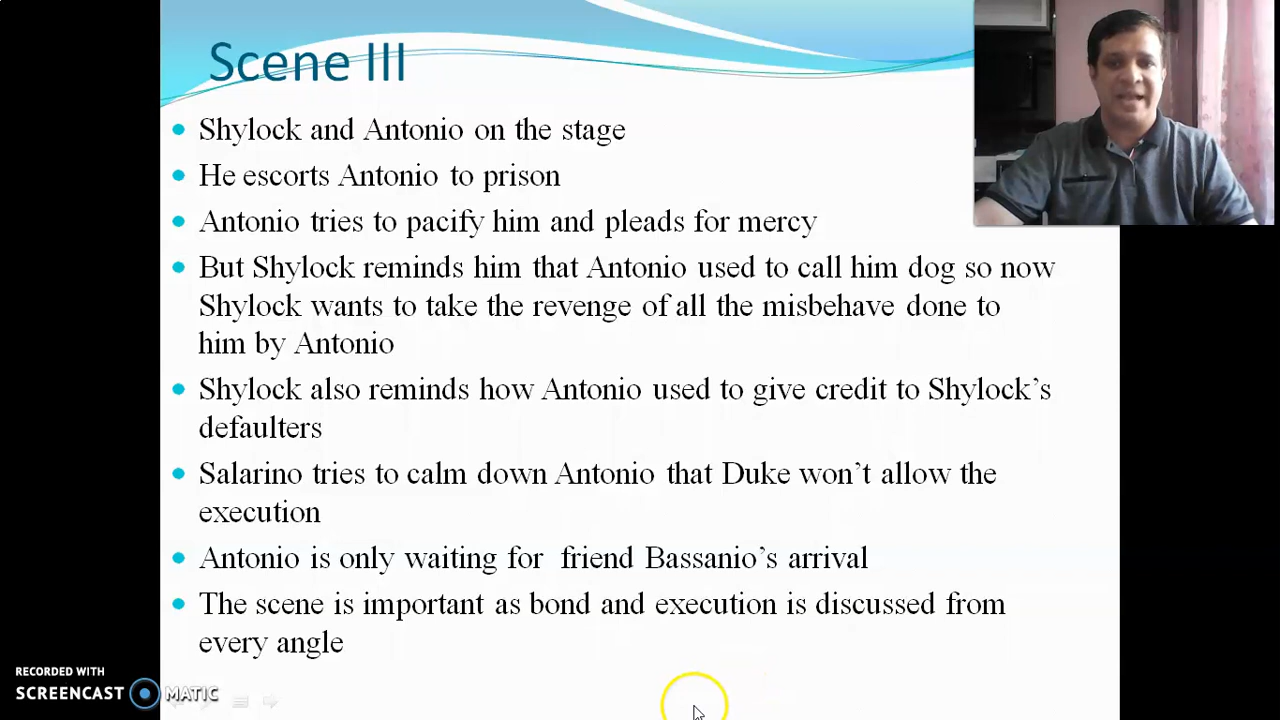 Scene III
Shylock and Antonio on the stage
He escorts Antonio to prison
Antonio tries to pacify him and pleads for mercy
But Shylock reminds him that Antonio used to call him dog so now
Shylock wants to take the revenge of all the misbehave done to
him by Antonio
Shylock also reminds how Antonio used to give credit to Shylock's
defaulters
Salarino tries to calm down Antonio that Duke won't allow the
execution
Antonio is only waiting for friend Bassanio's arrival
The scene is important as bond and execution is discussed from
every angle
RECORDED WITH
SCREENCAST MATIC